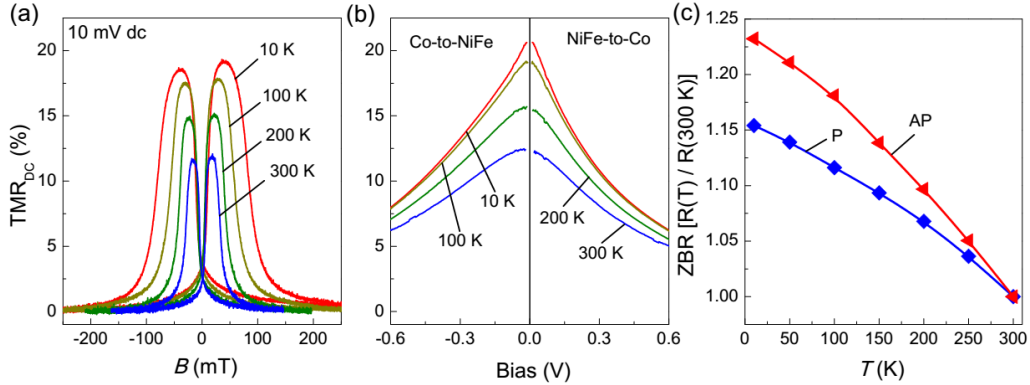 (a)
10 mV dc
10 K
100 K
200 K
300 K
20
15
10
5
0
TMR_DC (%)
-200 -100 0 100 200
B (mT)
(b)
Co-to-NiFe NiFe-to-Co
20
15
10
5
0
100 K
10 K
200 K
300 K
-0.6 -0.3 0.0 0.3 0.6
Bias (V)
(c)
1.25
1.20
1.15
1.10
1.05
1.00
ZBR [R(T) / R(300 K)]
P
AP
0 50 100 150 200 250 300
T (K)